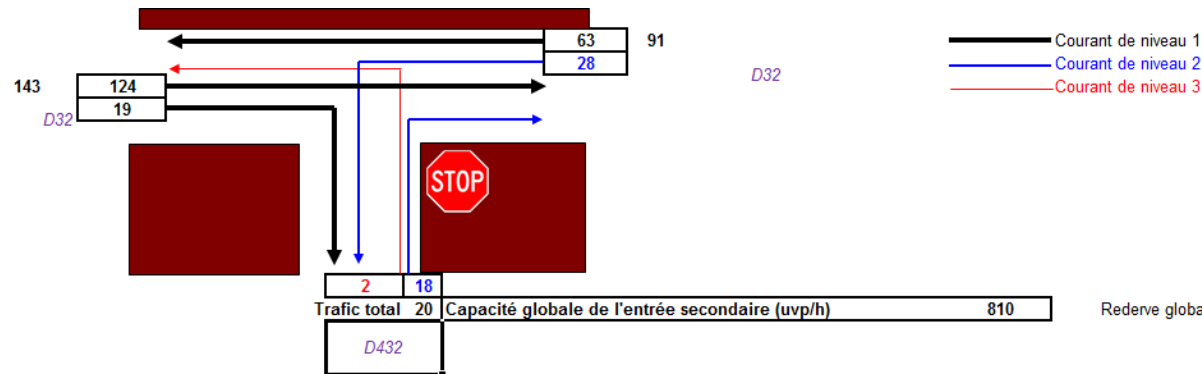 63 91
Courant de niveau 1
28
Courant de niveau 2
D32
143 124
Courant de niveau 3
19
D32
STOP
2 18
Trafic total 20 Capacité globale de l'entrée secondaire (uvp/h) 810 Rederve globa
D432